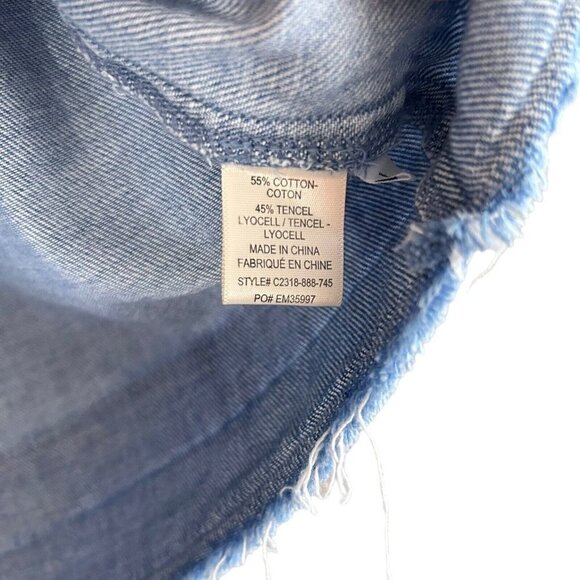 55% COTTON-
COTON
45% TENCEL
LYOCELL / TENCEL -
LYOCELL
MADE IN CHINA
FABRIQUÉ EN CHINE
STYLE# C2318-888-745
PO# EM35997